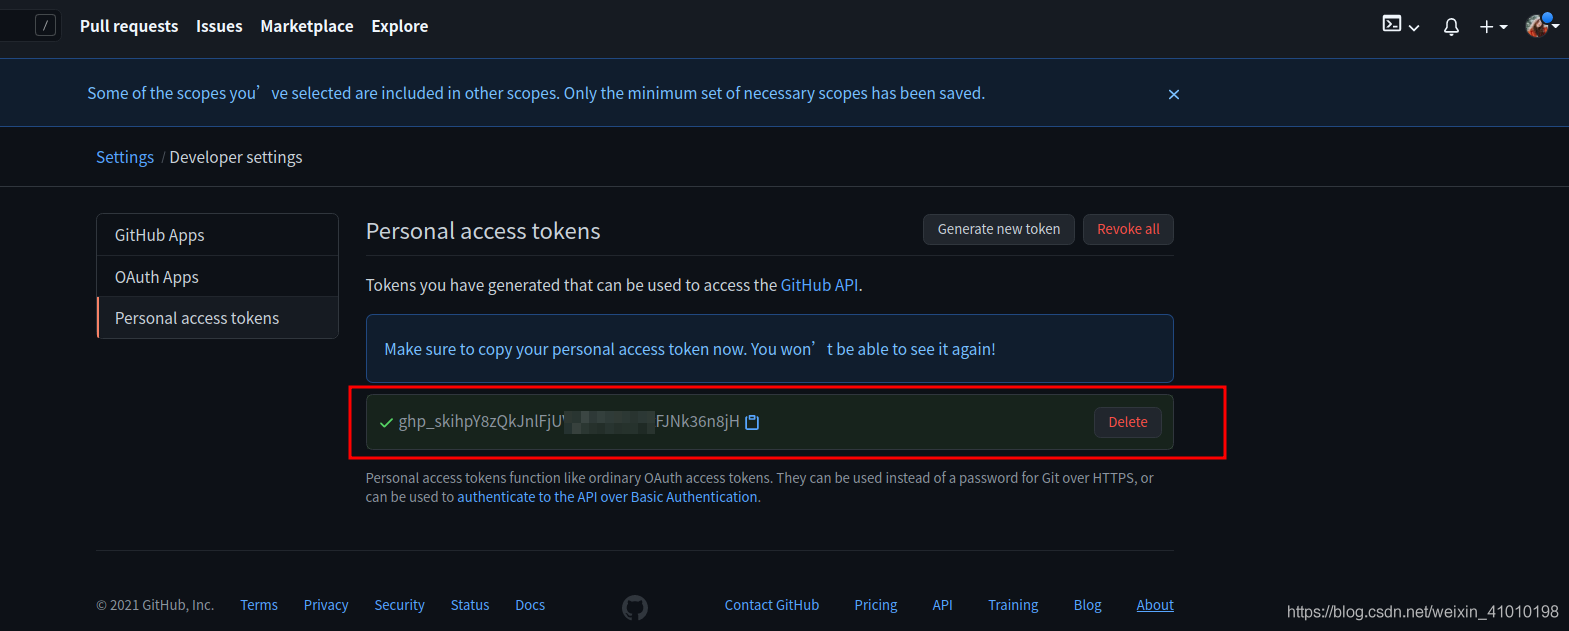 /
Pull requests Issues Marketplace Explore
Some of the scopes you’ve selected are included in other scopes. Only the minimum set of necessary scopes has been saved.
Settings / Developer settings
GitHub Apps
OAuth Apps
Personal access tokens
Personal access tokens
Generate new token
Revoke all
Tokens you have generated that can be used to access the GitHub API.
Make sure to copy your personal access token now. You won’t be able to see it again!
ghp_skihpY8zQkJnlFjU FJNk36n8jH
Delete
Personal access tokens function like ordinary OAuth access tokens. They can be used instead of a password for Git over HTTPS, or
can be used to authenticate to the API over Basic Authentication.
© 2021 GitHub, Inc. Terms Privacy Security Status Docs Contact GitHub Pricing API Training Blog About
https://blog.csdn.net/weixin_41010198